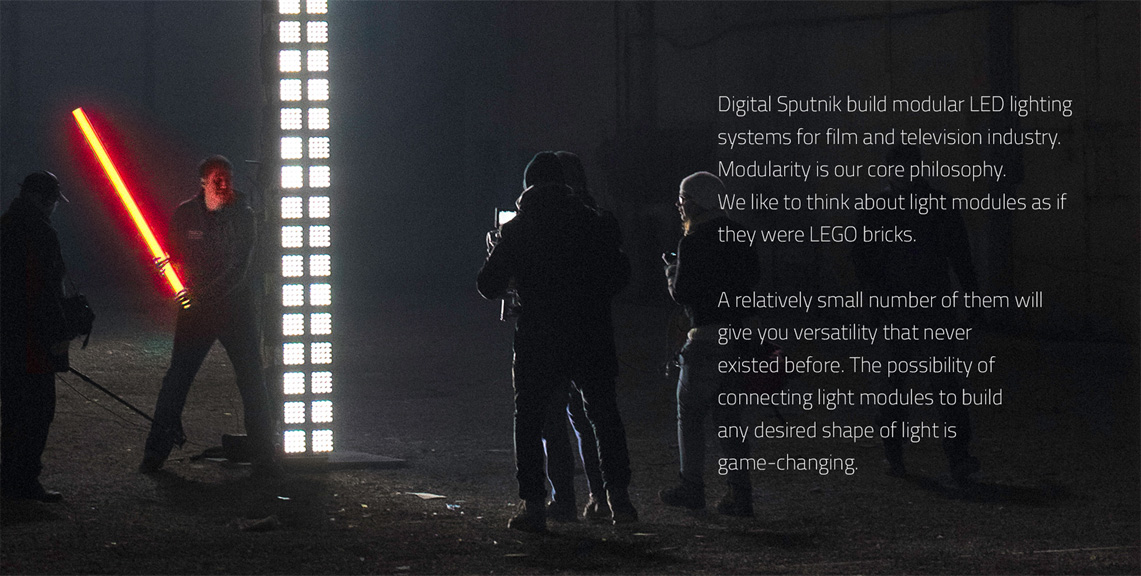 Digital Sputnik build modular LED lighting
systems for film and television industry.
Modularity is our core philosophy.
We like to think about light modules as if
they were LEGO bricks.
A relatively small number of them will
give you versatility that never
existed before. The possibility of
connecting light modules to build
any desired shape of light is
game-changing.